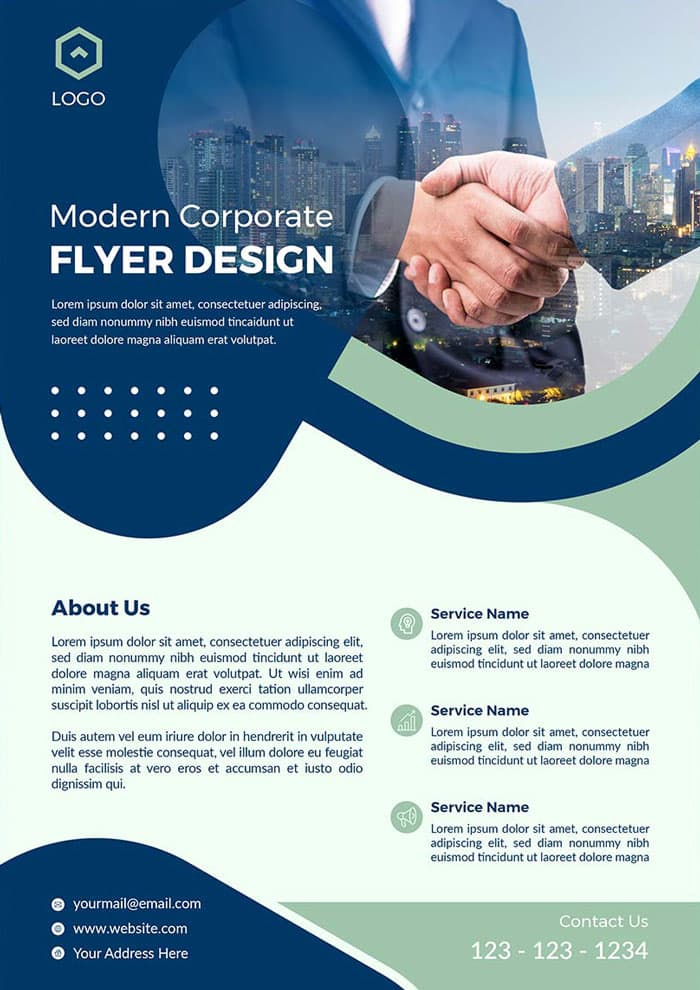 LOGO
Modern Corporate
FLYER DESIGN
Lorem ipsum dolor sit amet, consectetuer adipiscing,
sed diam nonummy nibh euismod tincidunt ut
laoreet dolore magna aliquam erat volutpat.
About Us
Lorem ipsum dolor sit amet, consectetuer adipiscing elit,
sed diam nonummy nibh euismod tincidunt ut laoreet
dolore magna aliquam erat volutpat. Ut wisi enim ad
minim veniam, quis nostrud exerci tation ullamcorper
suscipit lobortis nisl ut aliquip ex ea commodo consequat.
Duis autem vel eum iriure dolor in hendrerit in vulputate
velit esse molestie consequat, vel illum dolore eu feugiat
nulla facilisis at vero eros et accumsan et iusto odio
dignissim qui.
Service Name
Lorem ipsum dolor sit amet, consectetuer
adipiscing elit, sed diam nonummy nibh
euismod tincidunt ut laoreet dolore magna
Service Name
Lorem ipsum dolor sit amet, consectetuer
adipiscing elit, sed diam nonummy nibh
euismod tincidunt ut laoreet dolore magna
Service Name
Lorem ipsum dolor sit amet, consectetuer
adipiscing elit, sed diam nonummy nibh
euismod tincidunt ut laoreet dolore magna
yourmail@email.com
www.website.com
Your Address Here
Contact Us
123 - 123 - 1234